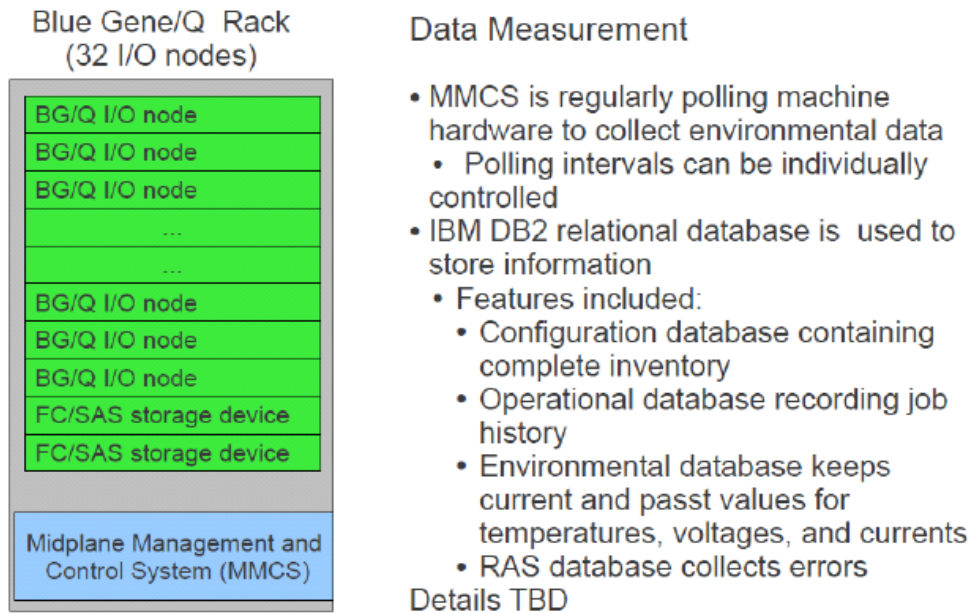 Blue Gene/Q Rack
(32 I/O nodes)
BG/Q I/O node
BG/Q I/O node
BG/Q I/O node
...
...
BG/Q I/O node
BG/Q I/O node
BG/Q I/O node
FC/SAS storage device
FC/SAS storage device
Midplane Management and
Control System (MMCS)
Data Measurement
• MMCS is regularly polling machine
hardware to collect environmental data
• Polling intervals can be individually
controlled
• IBM DB2 relational database is used to
store information
• Features included:
• Configuration database containing
complete inventory
• Operational database recording job
history
• Environmental database keeps
current and passt values for
temperatures, voltages, and currents
• RAS database collects errors
Details TBD